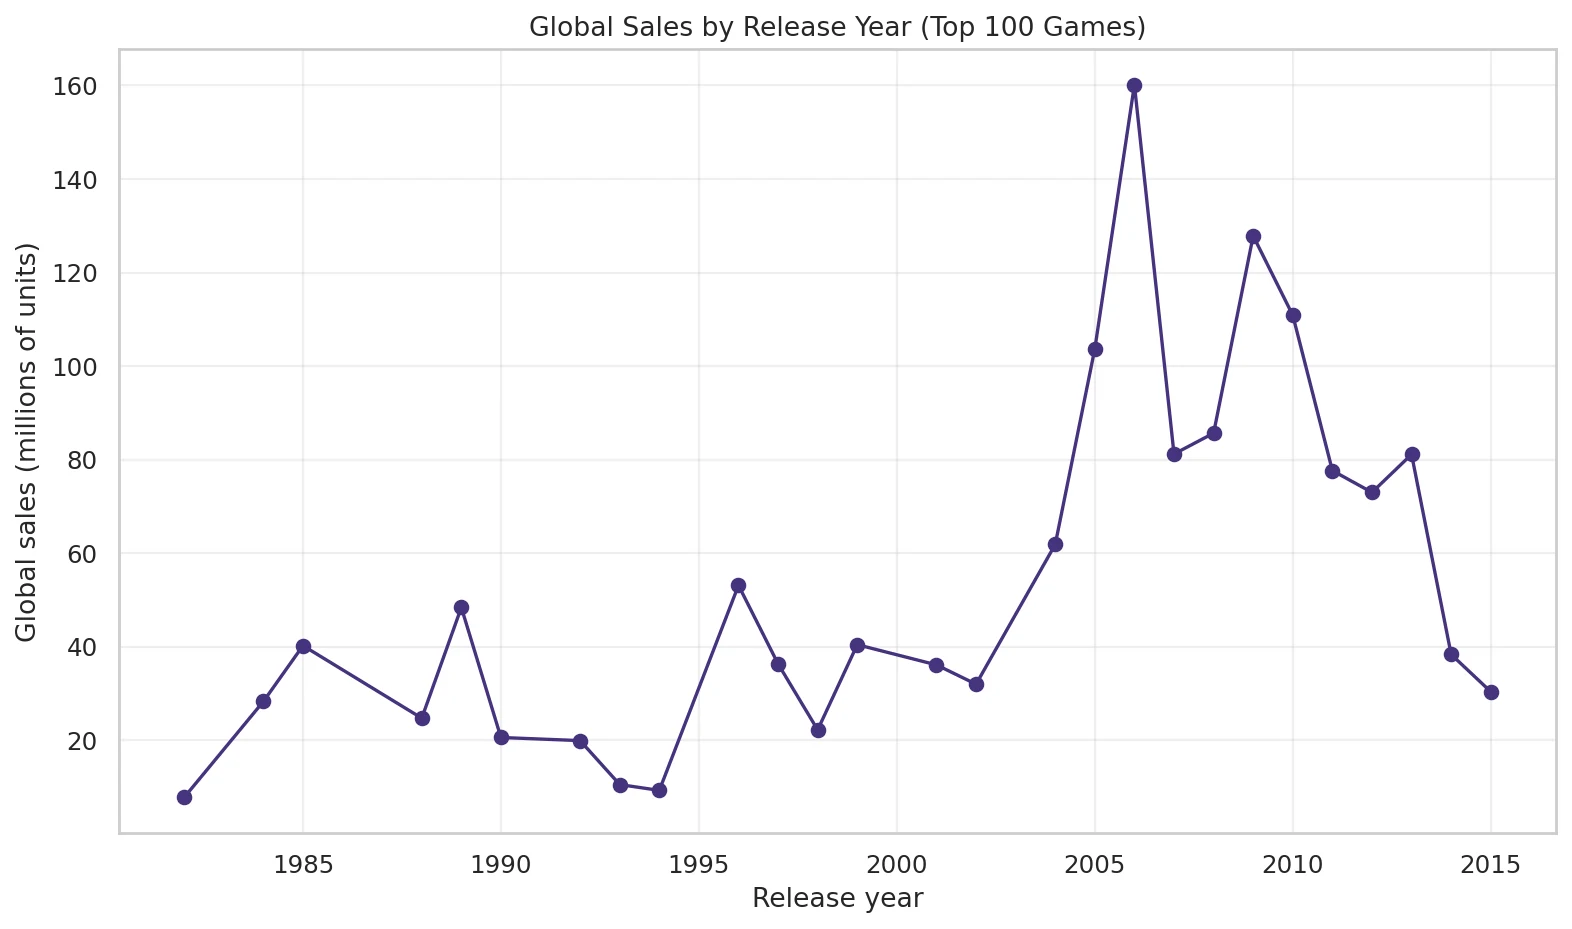 Global Sales by Release Year (Top 100 Games)
Global sales (millions of units)
160
140
120
100
80
60
40
20
1985 1990 1995 2000 2005 2010 2015
Release year